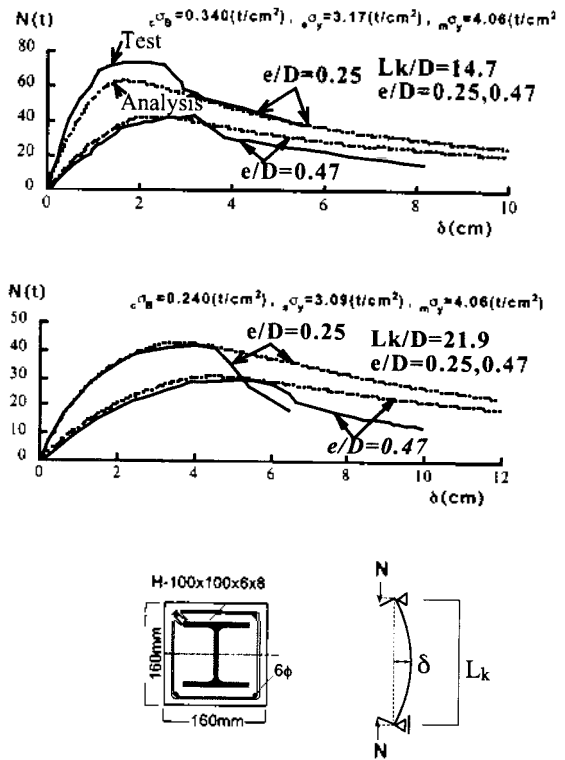 N(t) cσB=0.340(t/cm²), sσy=3.17(t/cm²), mσy=4.06(t/cm²
80
60
40
20
0
Test
Analysis
e/D=0.25
e/D=0.47
Lk/D=14.7
e/D=0.25,0.47
0 2 4 6 8 10
δ(cm)
N(t) cσB=0.240(t/cm²), sσy=3.09(t/cm²), mσy=4.06(t/cm²)
50
40
30
20
10
0
e/D=0.25
e/D=0.47
Lk/D=21.9
e/D=0.25,0.47
0 2 4 6 8 10 12
δ(cm)
H-100x100x6x8
160mm
6ϕ
160mm
N
δ
Lk
N